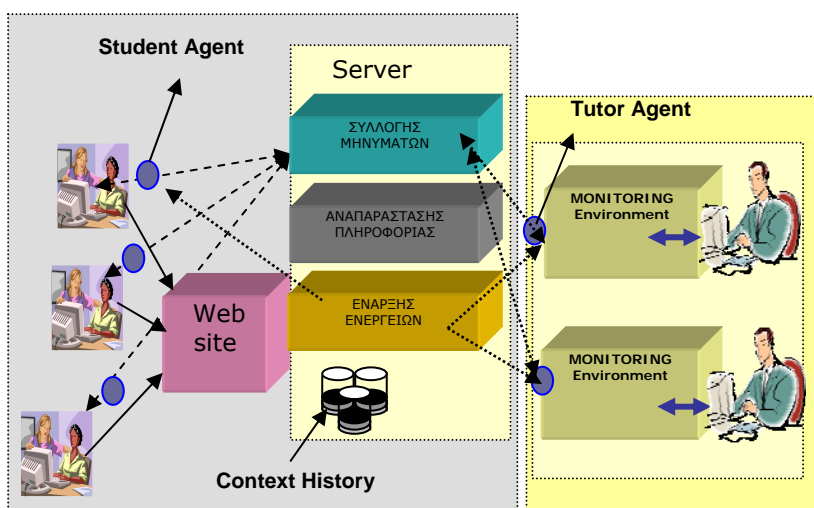 Student Agent
Server
ΣΥΛΛΟΓΗΣ
ΜΗΝΥΜΑΤΩΝ
ΑΝΑΠΑΡΑΣΤΑΣΗΣ
ΠΛΗΡΟΦΟΡΙΑΣ
ΕΝΑΡΞΗΣ
ΕΝΕΡΓΕΙΩΝ
Web
site
Context History
Tutor Agent
MONITORING
Environment
MONITORING
Environment